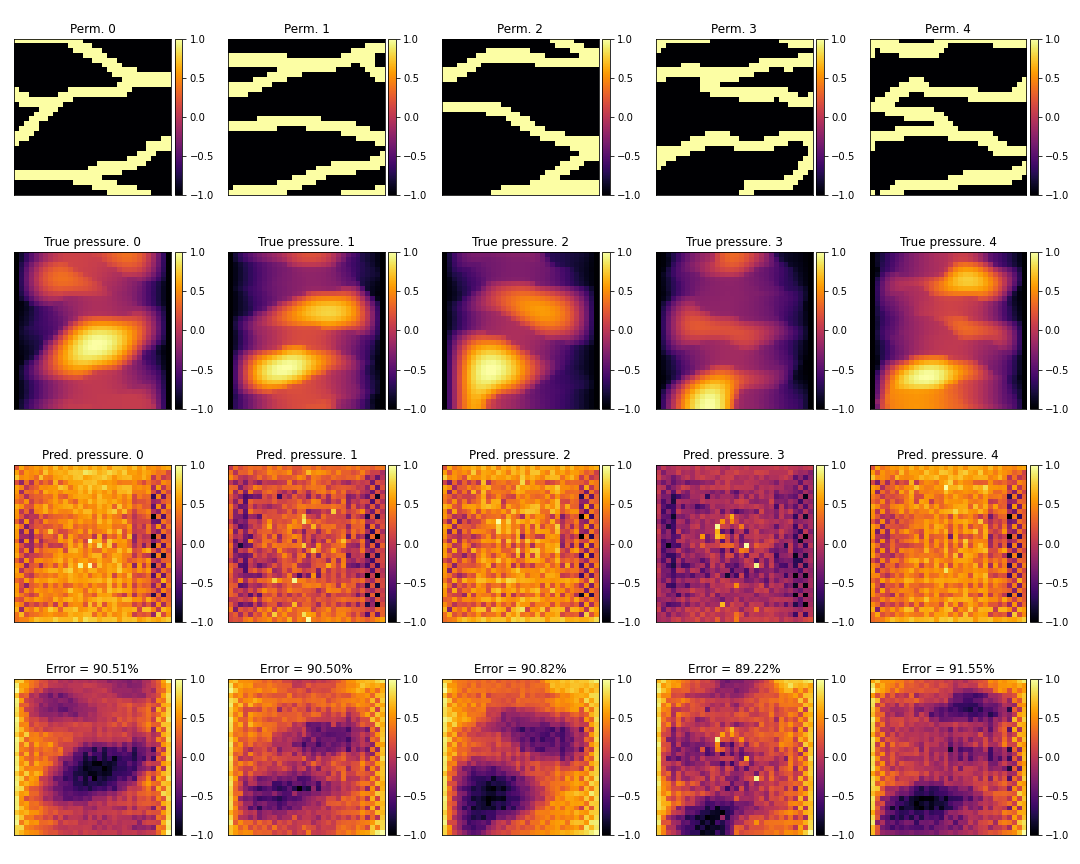 Perm. 0
Perm. 1
Perm. 2
Perm. 3
Perm. 4
1.0 1.0 1.0 1.0 1.0
0.5 0.5 0.5 0.5 0.5
0.0 0.0 0.0 0.0 0.0
−0.5 −0.5 −0.5 −0.5 −0.5
−1.0 −1.0 −1.0 −1.0 −1.0
True pressure. 0
True pressure. 1
True pressure. 2
True pressure. 3
True pressure. 4
1.0 1.0 1.0 1.0 1.0
0.5 0.5 0.5 0.5 0.5
0.0 0.0 0.0 0.0 0.0
−0.5 −0.5 −0.5 −0.5 −0.5
−1.0 −1.0 −1.0 −1.0 −1.0
Pred. pressure. 0
Pred. pressure. 1
Pred. pressure. 2
Pred. pressure. 3
Pred. pressure. 4
1.0 1.0 1.0 1.0 1.0
0.5 0.5 0.5 0.5 0.5
0.0 0.0 0.0 0.0 0.0
−0.5 −0.5 −0.5 −0.5 −0.5
−1.0 −1.0 −1.0 −1.0 −1.0
Error = 90.51%
Error = 90.50%
Error = 90.82%
Error = 89.22%
Error = 91.55%
1.0 1.0 1.0 1.0 1.0
0.5 0.5 0.5 0.5 0.5
0.0 0.0 0.0 0.0 0.0
−0.5 −0.5 −0.5 −0.5 −0.5
−1.0 −1.0 −1.0 −1.0 −1.0